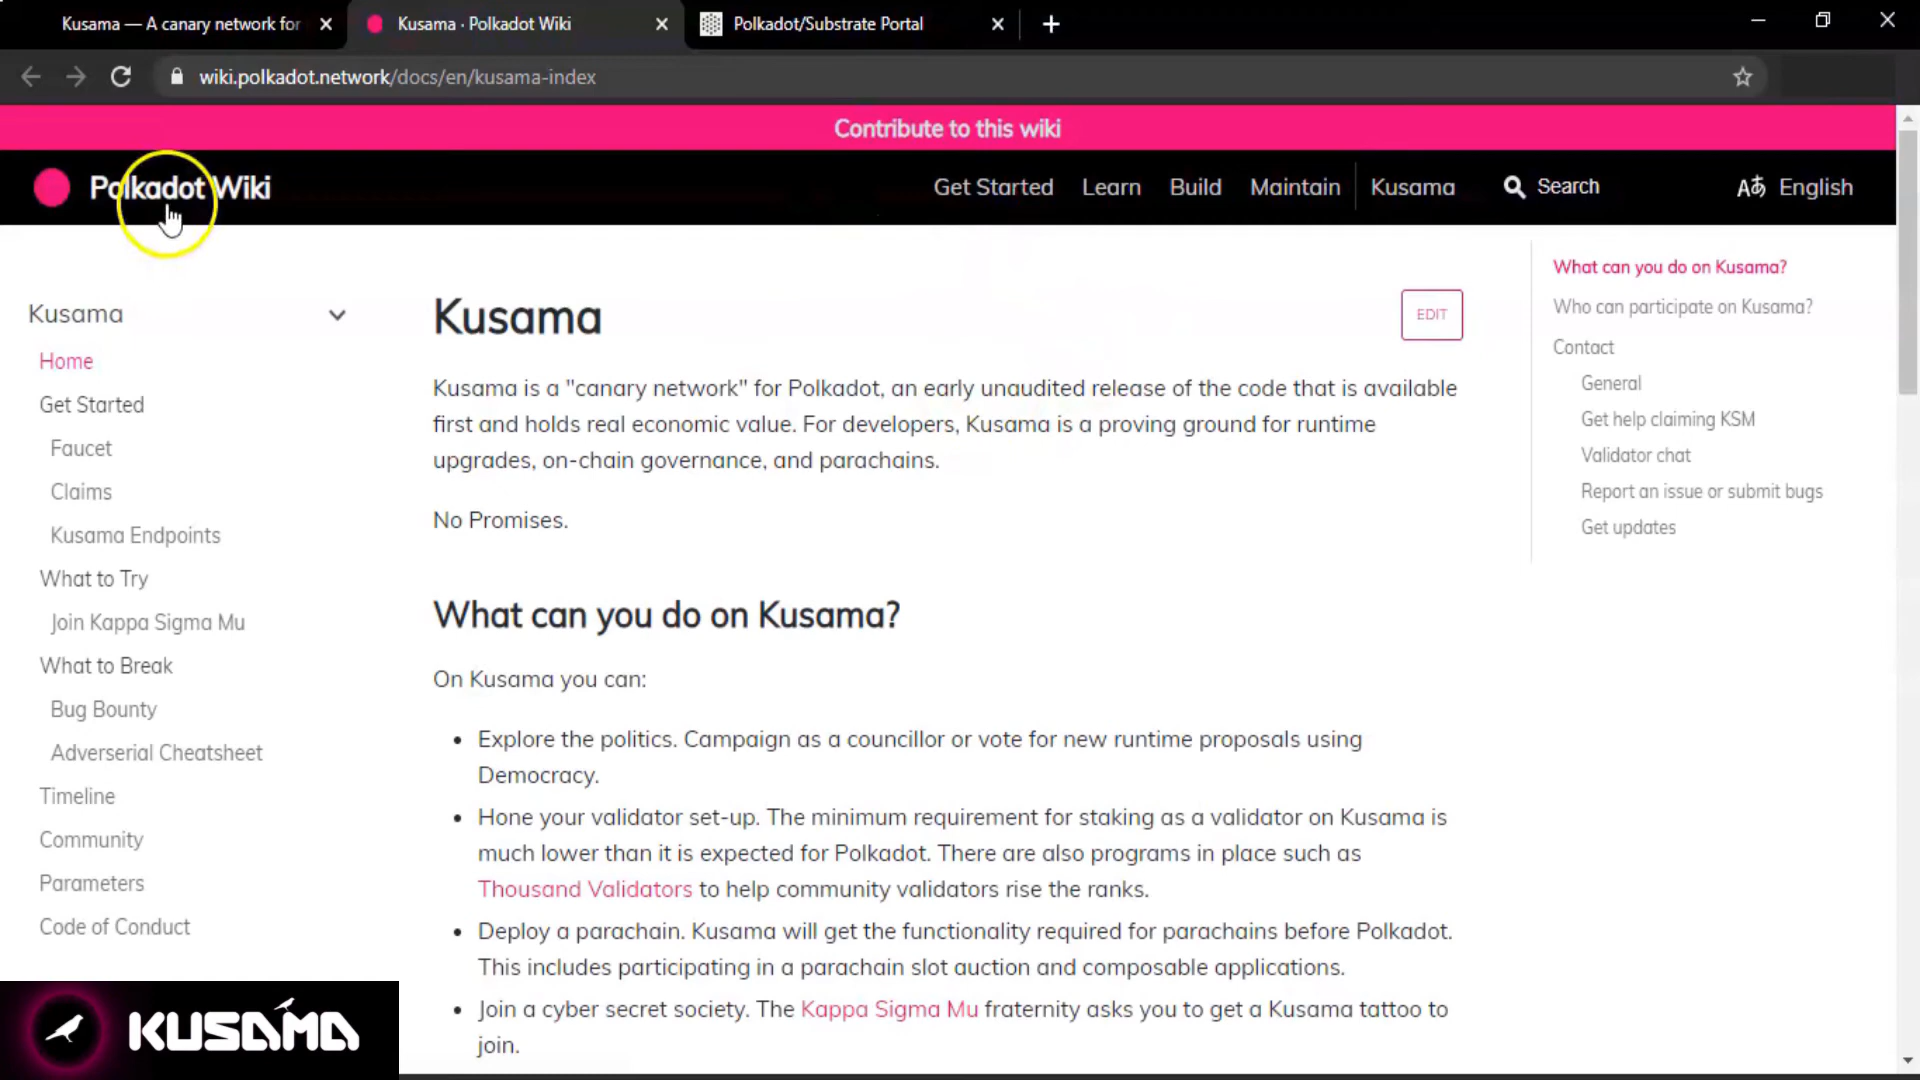 Kusama — A canary network for
Kusama · Polkadot Wiki
Polkadot/Substrate Portal
wiki.polkadot.network/docs/en/kusama-index
Contribute to this wiki
Polkadot Wiki
Get Started
Learn
Build
Maintain
Kusama
Search
English
Kusama
Home
Get Started
Faucet
Claims
Kusama Endpoints
What to Try
Join Kappa Sigma Mu
What to Break
Bug Bounty
Adverserial Cheatsheet
Timeline
Community
Parameters
Code of Conduct
Kusama
EDIT
Kusama is a "canary network" for Polkadot, an early unaudited release of the code that is available
first and holds real economic value. For developers, Kusama is a proving ground for runtime
upgrades, on-chain governance, and parachains.
No Promises.
What can you do on Kusama?
On Kusama you can:
• Explore the politics. Campaign as a councillor or vote for new runtime proposals using
Democracy.
• Hone your validator set-up. The minimum requirement for staking as a validator on Kusama is
much lower than it is expected for Polkadot. There are also programs in place such as
Thousand Validators to help community validators rise the ranks.
• Deploy a parachain. Kusama will get the functionality required for parachains before Polkadot.
This includes participating in a parachain slot auction and composable applications.
• Join a cyber secret society. The Kappa Sigma Mu fraternity asks you to get a Kusama tattoo to
join.
What can you do on Kusama?
Who can participate on Kusama?
Contact
General
Get help claiming KSM
Validator chat
Report an issue or submit bugs
Get updates
KUSAMA